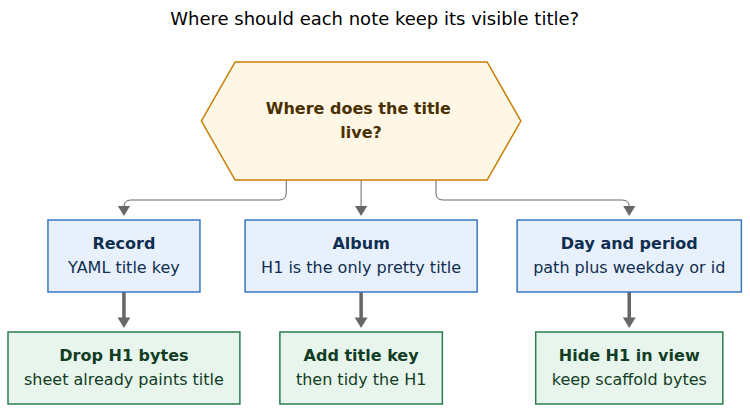 Where should each note keep its visible title?
Where does the title
live?
Record
YAML title key
Album
H1 is the only pretty title
Day and period
path plus weekday or id
Drop H1 bytes
sheet already paints title
Add title key
then tidy the H1
Hide H1 in view
keep scaffold bytes